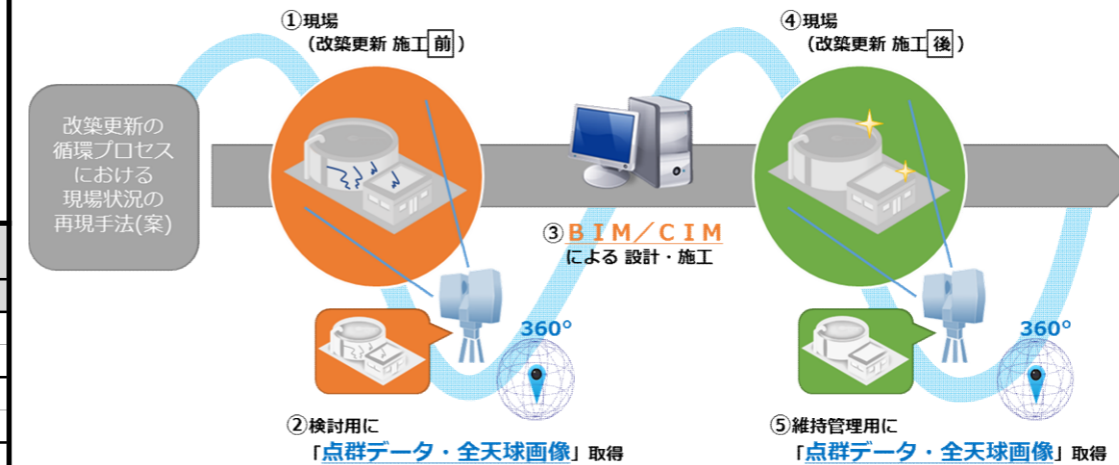 改築更新の
循環プロセス
における
現場状況の
再現手法(案)
①現場
(改築更新 施工前)
②検討用に
「点群データ・全天球画像」取得
360°
③BIM/CIM
による 設計・施工
④現場
(改築更新 施工後)
⑤維持管理用に
「点群データ・全天球画像」取得
360°